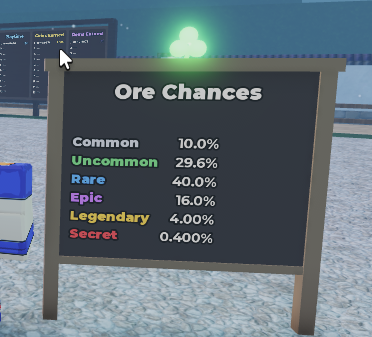 Ore Chances
Common 10.0%
Uncommon 29.6%
Rare 40.0%
Epic 16.0%
Legendary 4.00%
Secret 0.400%